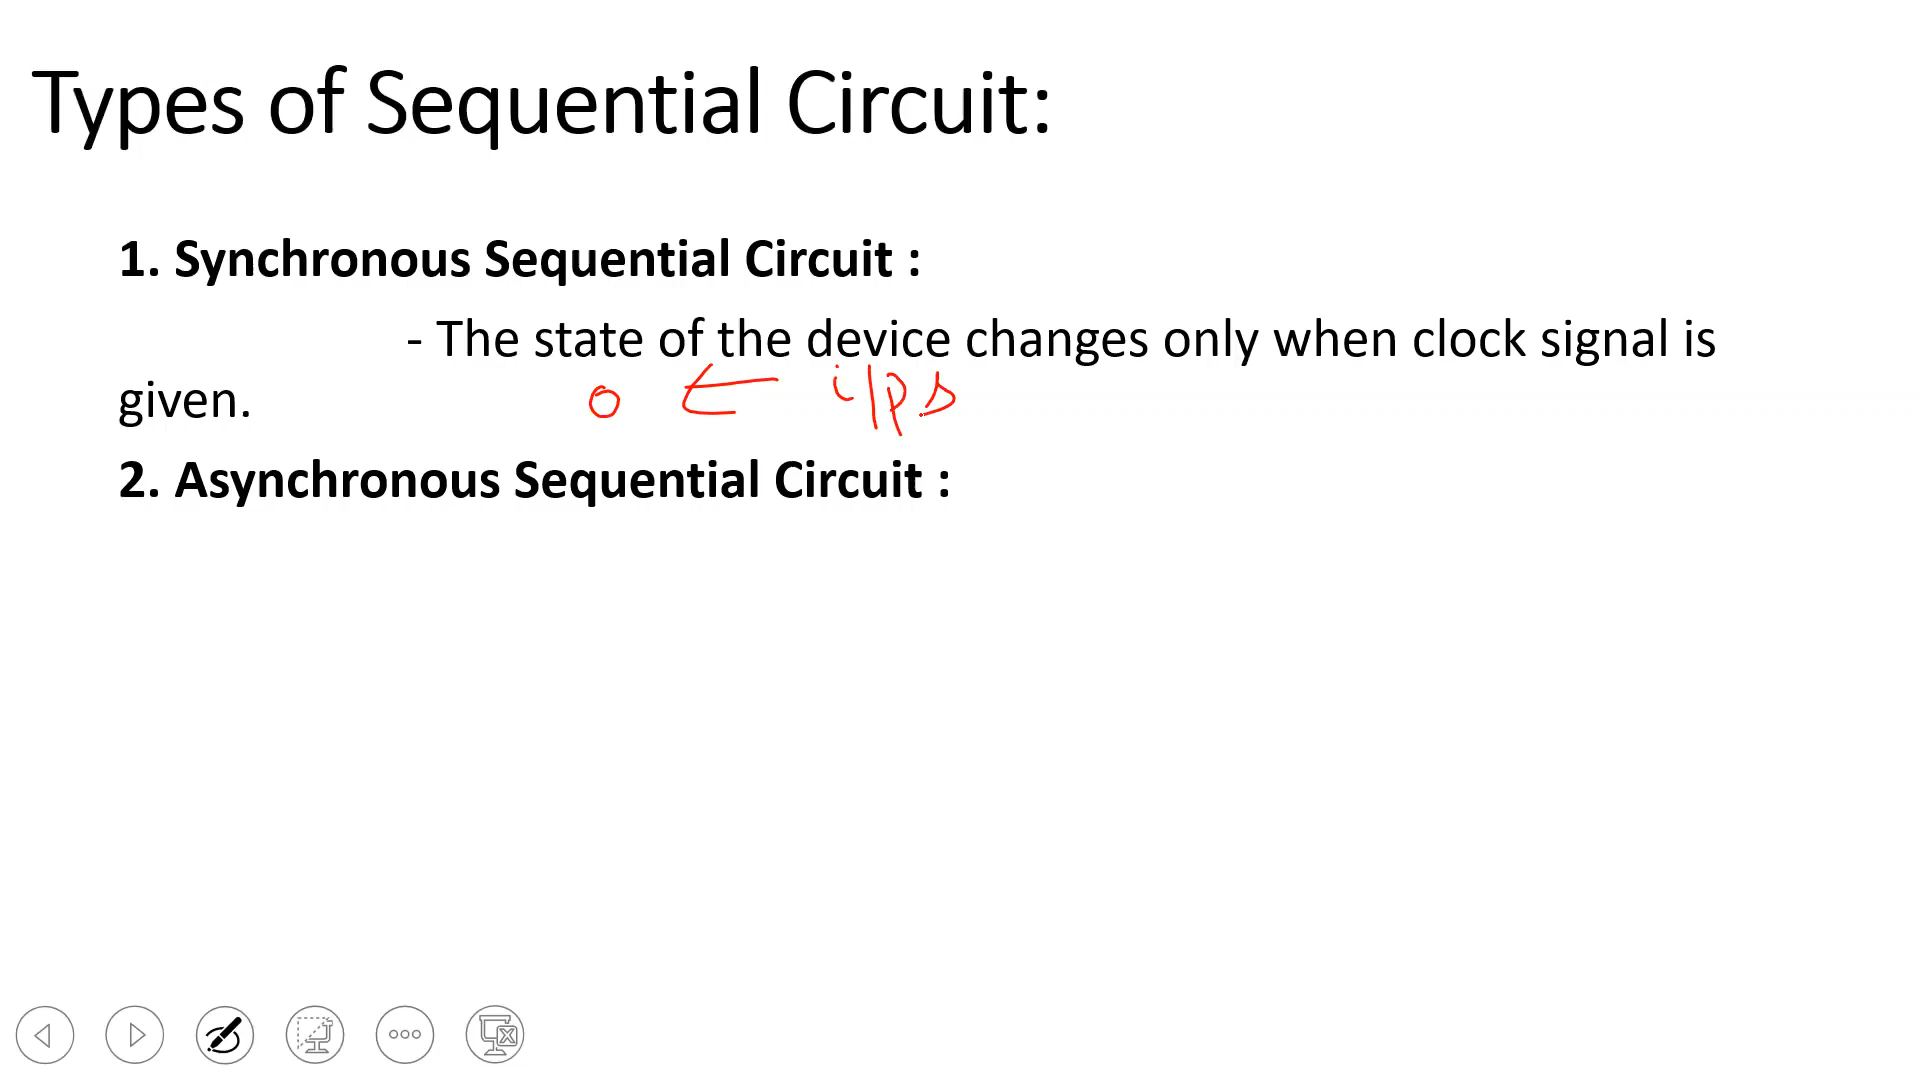 Types of Sequential Circuit:
1. Synchronous Sequential Circuit :
- The state of the device changes only when clock signal is
given.
o ← i/ps
2. Asynchronous Sequential Circuit :